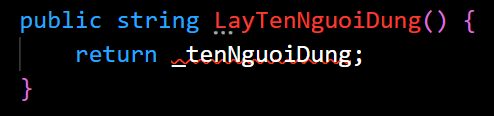 public string LayTenNguoiDung() {
    return _tenNguoiDung;
}